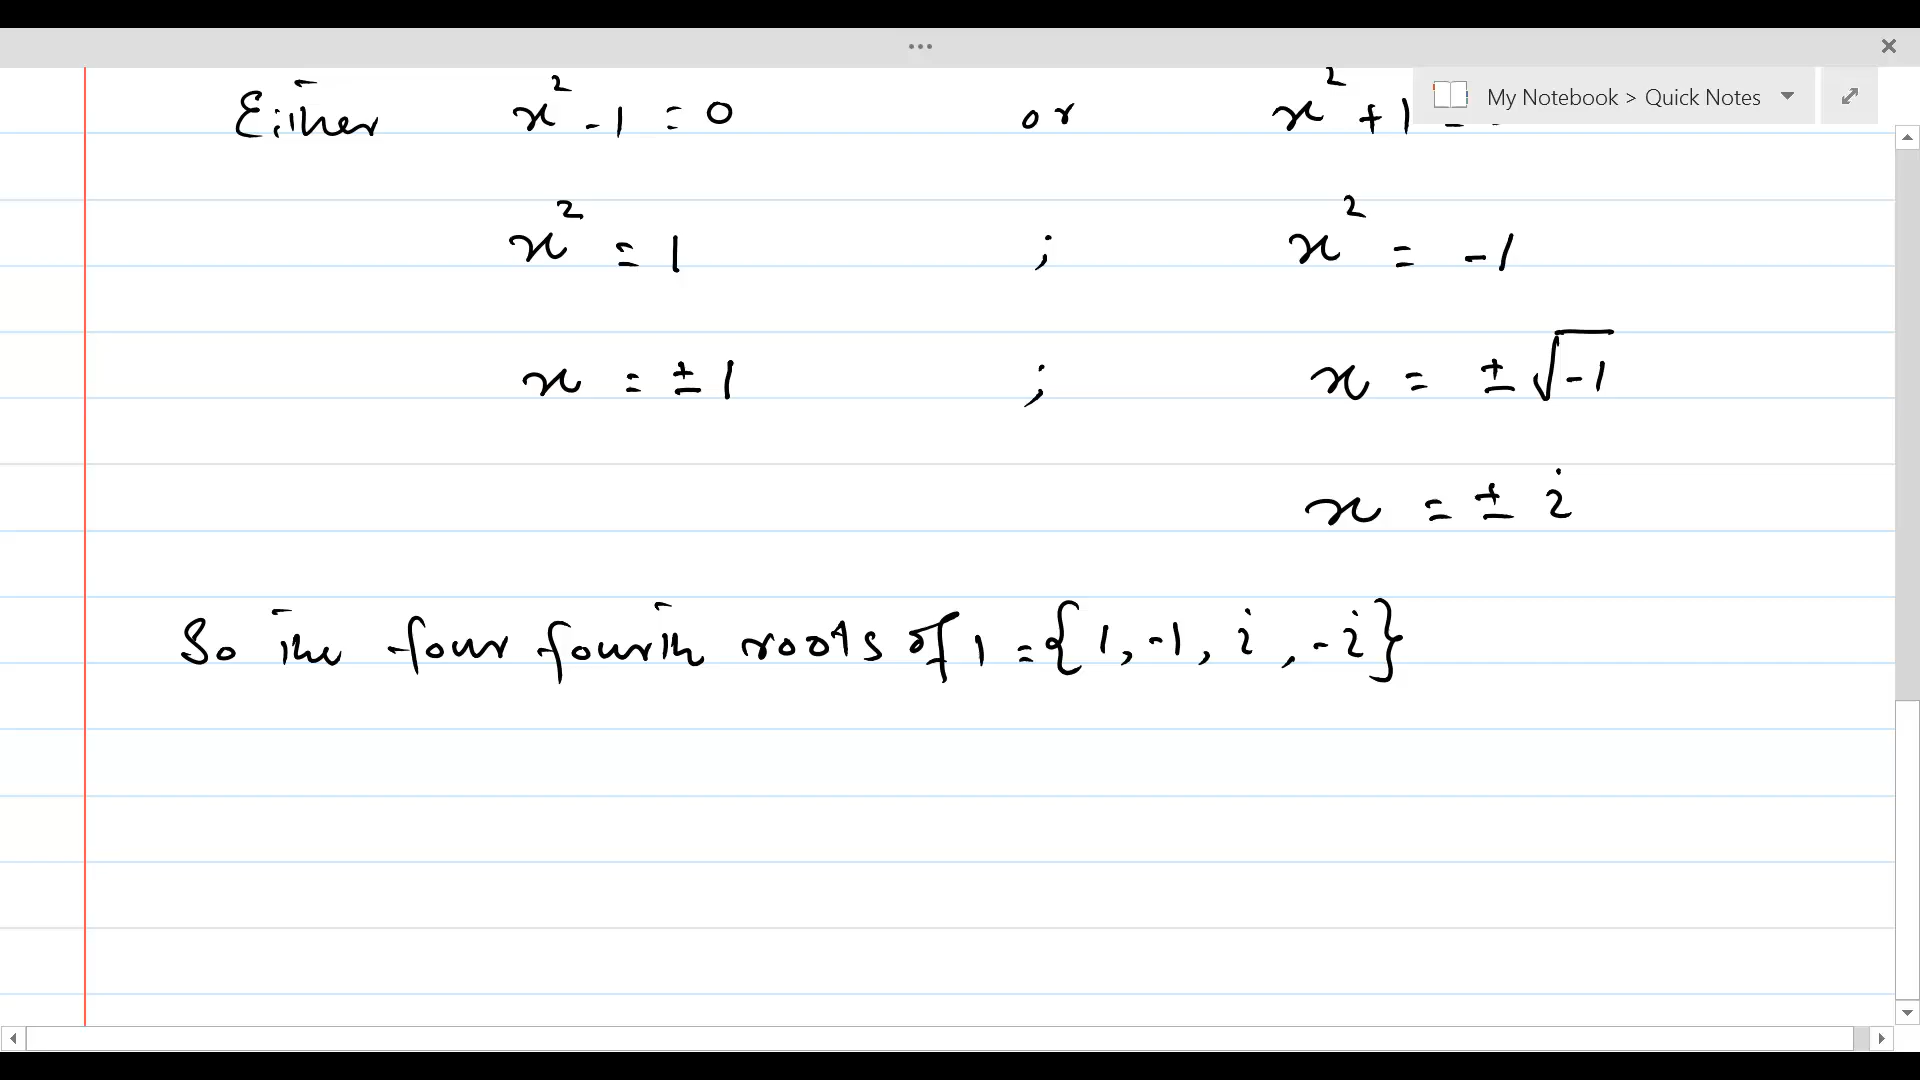 ...
My Notebook > Quick Notes
Either x² - 1 = 0 or x² + 1 =
x² = 1 ; x² = -1
x = ± 1 ; x = ± √-1
x = ± i
So the four fourth roots of 1 = {1, -1, i, -i}